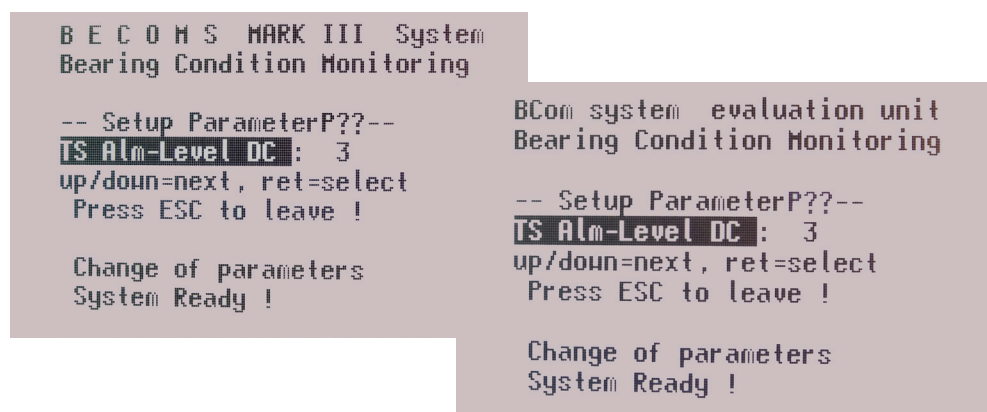 B E C O M S  MARK III  System
Bearing Condition Monitoring
-- Setup ParameterP??--
TS Alm-Level DC :  3
up/down=next, ret=select
Press ESC to leave !
Change of parameters
System Ready !
BCom system  evaluation unit
Bearing Condition Monitoring
-- Setup ParameterP??--
TS Alm-Level DC :  3
up/down=next, ret=select
Press ESC to leave !
Change of parameters
System Ready !